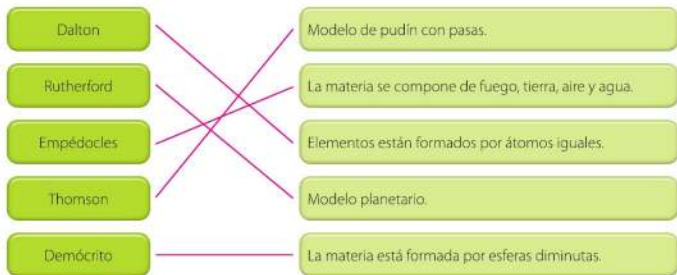 Dalton
Modelo de pudín con pasas.
Rutherford
La materia se compone de fuego, tierra, aire y agua.
Empédocles
Elementos están formados por átomos iguales.
Thomson
Modelo planetario.
Demócrito
La materia está formada por esferas diminutas.